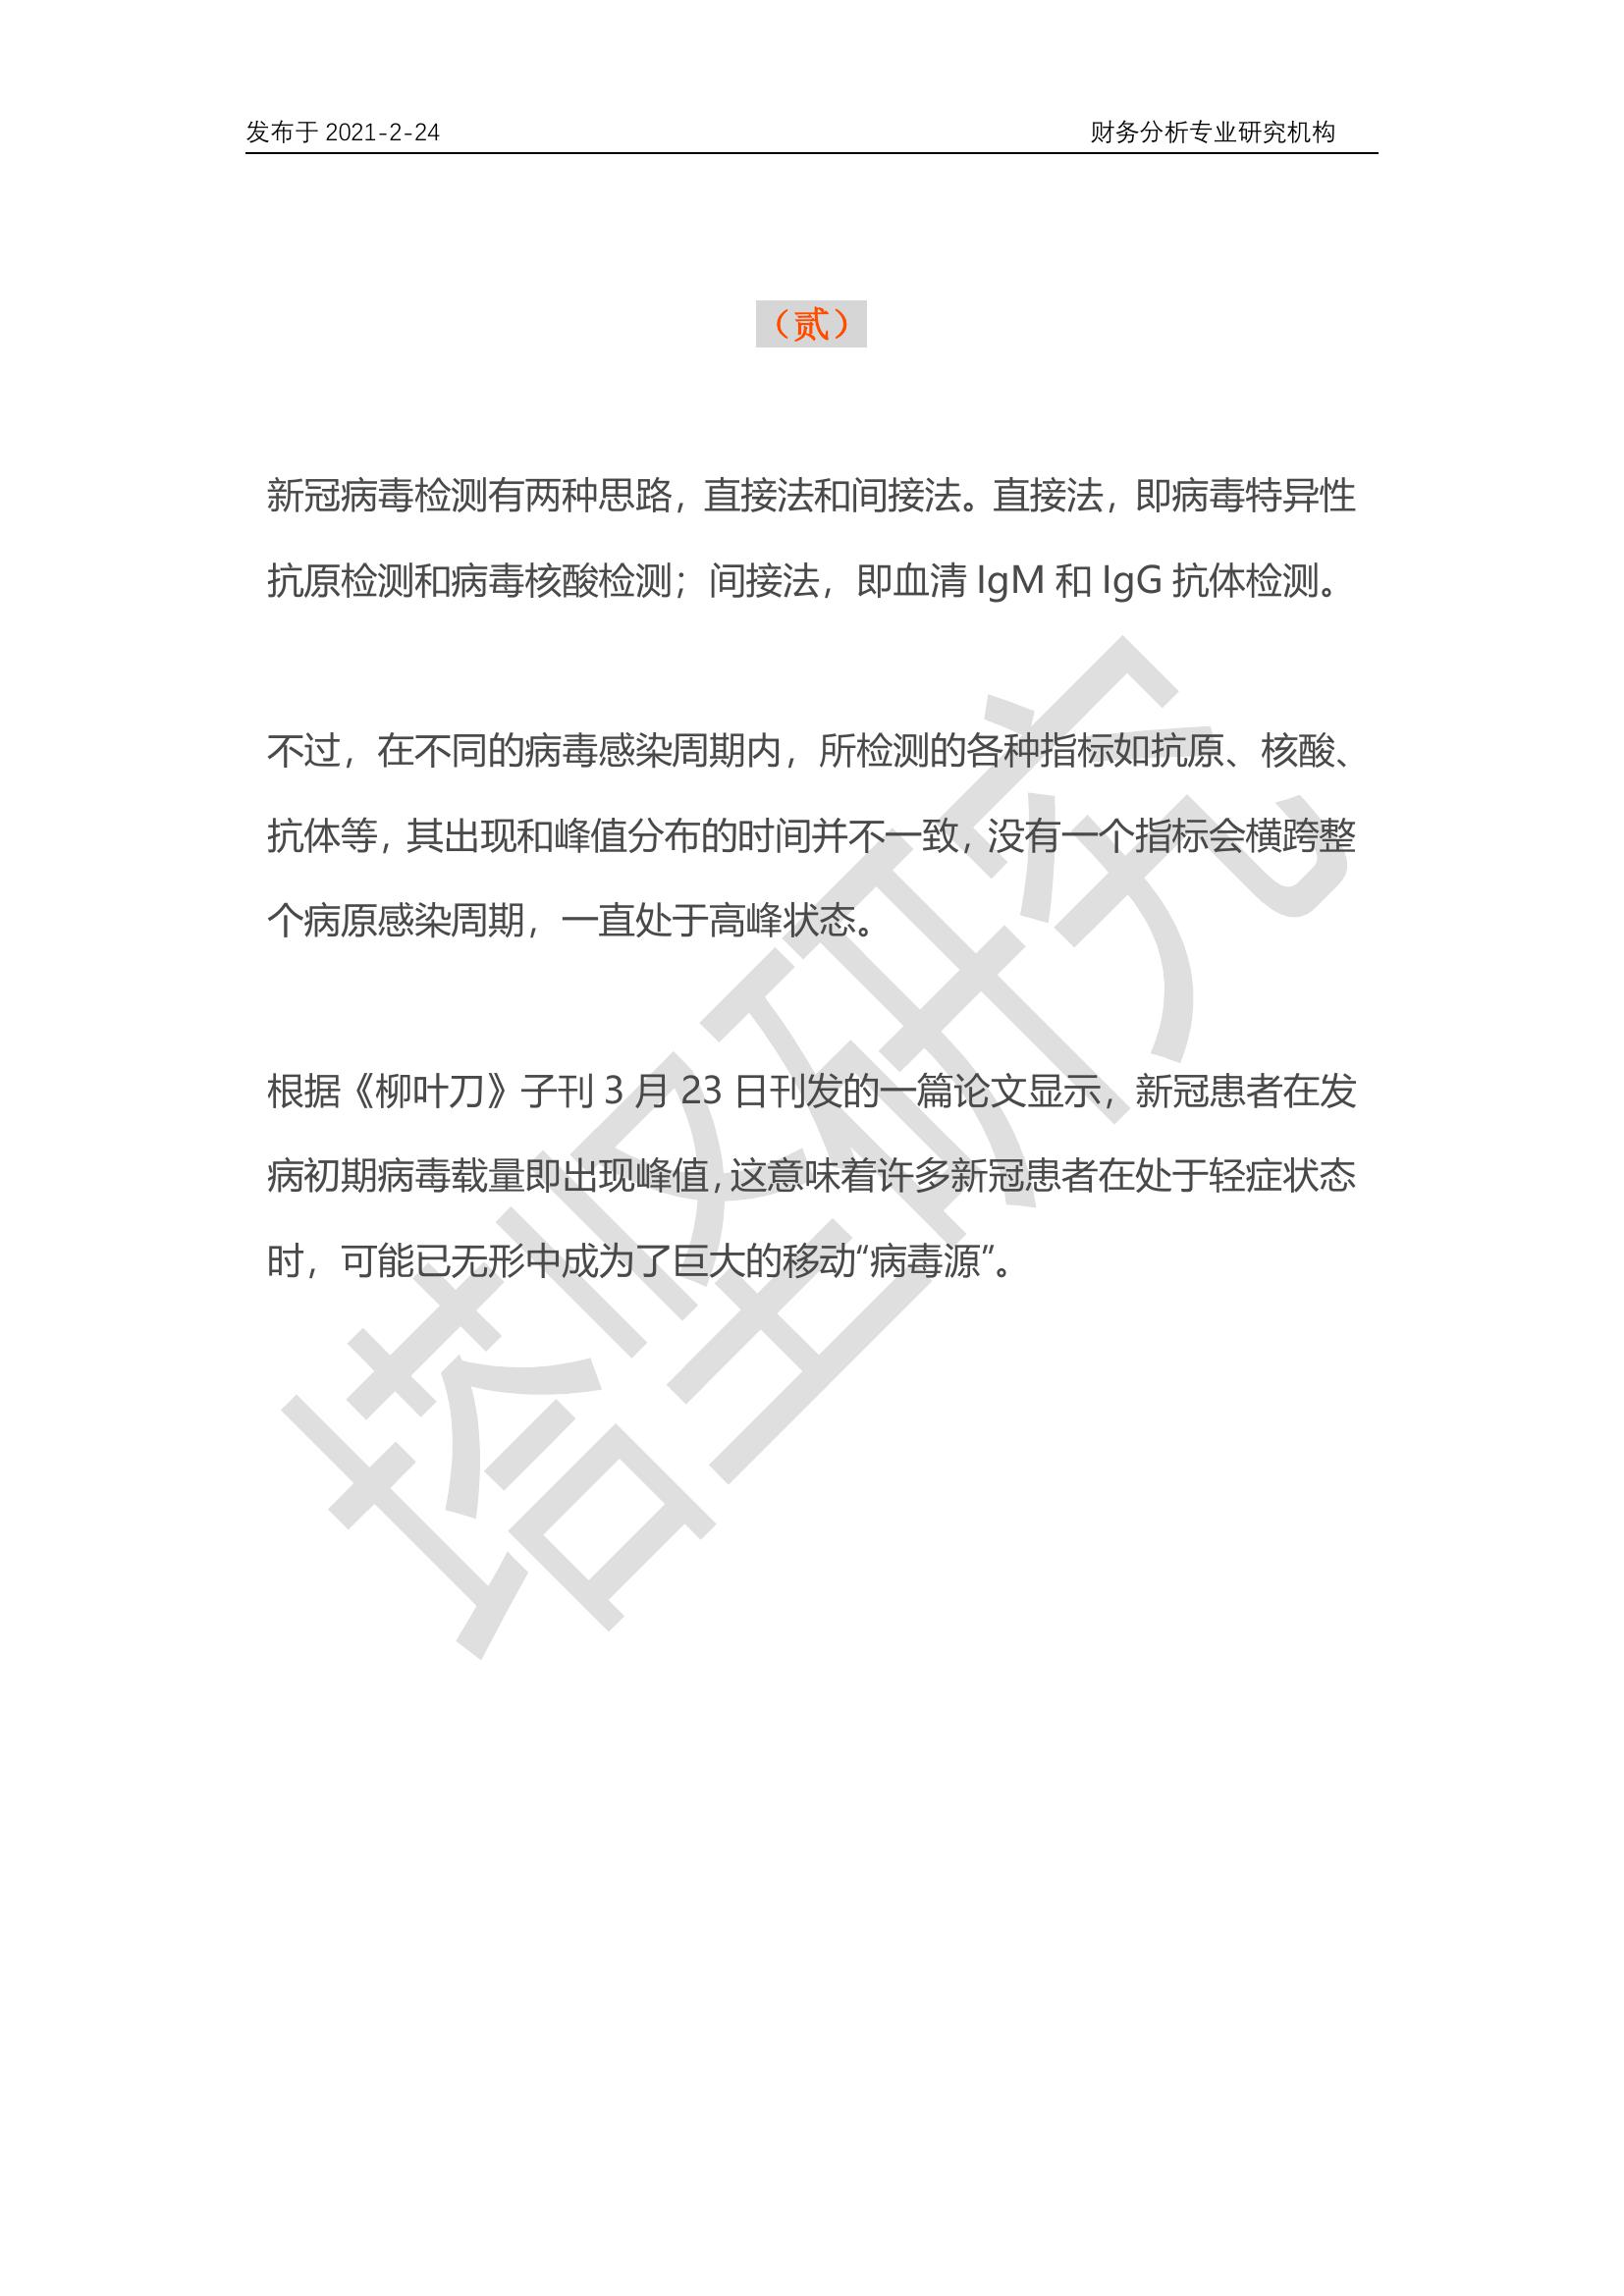 发布于 2021-2-24 财务分析专业研究机构
（贰）
新冠病毒检测有两种思路，直接法和间接法。直接法，即病毒特异性
抗原检测和病毒核酸检测；间接法，即血清 IgM 和 IgG 抗体检测。
不过，在不同的病毒感染周期内，所检测的各种指标如抗原、核酸、
抗体等，其出现和峰值分布的时间并不一致，没有一个指标会横跨整
个病原感染周期，一直处于高峰状态。
根据《柳叶刀》子刊 3 月 23 日刊发的一篇论文显示，新冠患者在发
病初期病毒载量即出现峰值，这意味着许多新冠患者在处于轻症状态
时，可能已无形中成为了巨大的移动“病毒源”。
塔坚研究